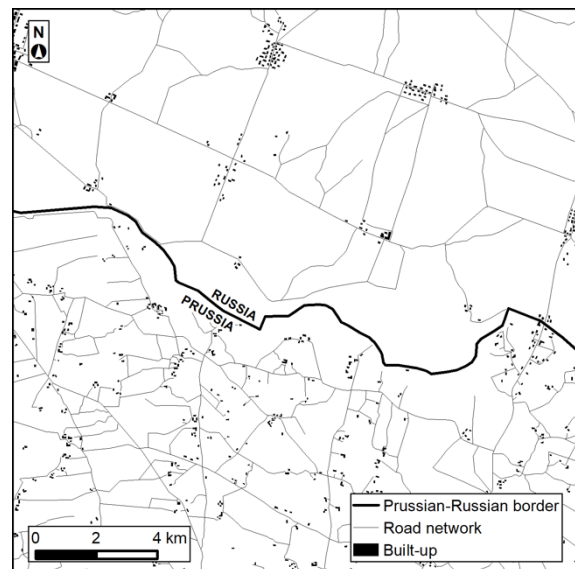 N
RUSSIA
PRUSSIA
Prussian-Russian border
Road network
Built-up
0 2 4 km